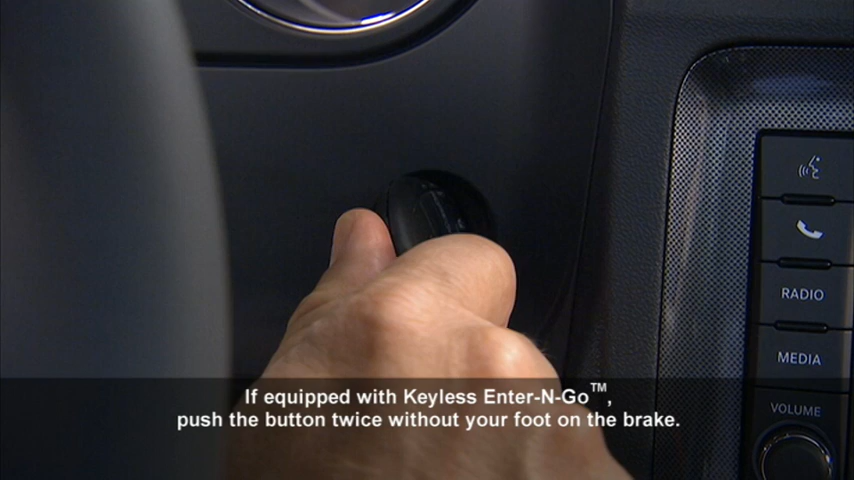 RADIO
MEDIA
VOLUME
If equipped with Keyless Enter-N-Go™,
push the button twice without your foot on the brake.